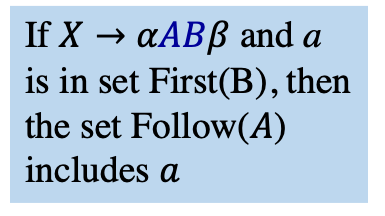 If X → αABβ and a
is in set First(B), then
the set Follow(A)
includes a